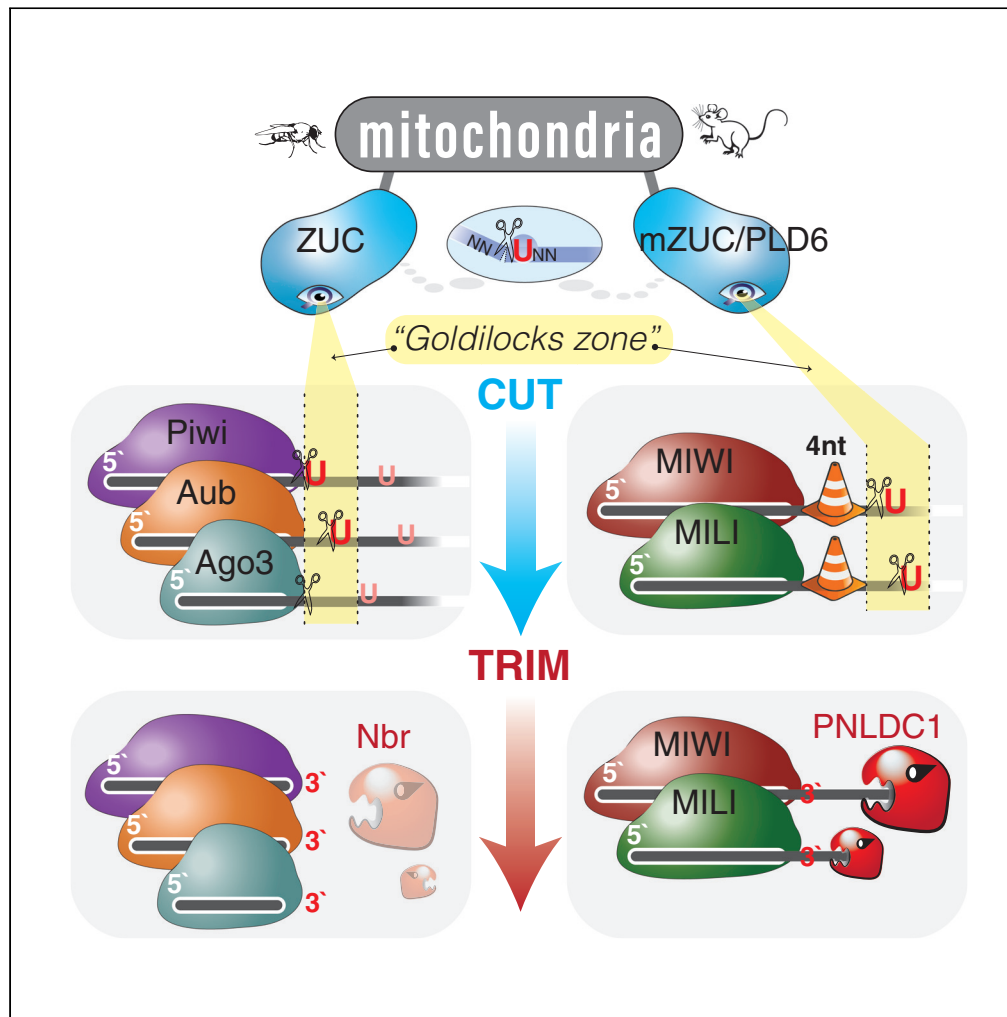 mitochondria
ZUC
NN UNN
mZUC/PLD6
"Goldilocks zone"
CUT
Piwi
5` U U
Aub
5` U U
Ago3
5` U
4nt
MIWI
5` U
MILI
5` U
TRIM
Nbr
5` 3`
5` 3`
5` 3`
PNLDC1
MIWI
5` 3`
MILI
5` 3`